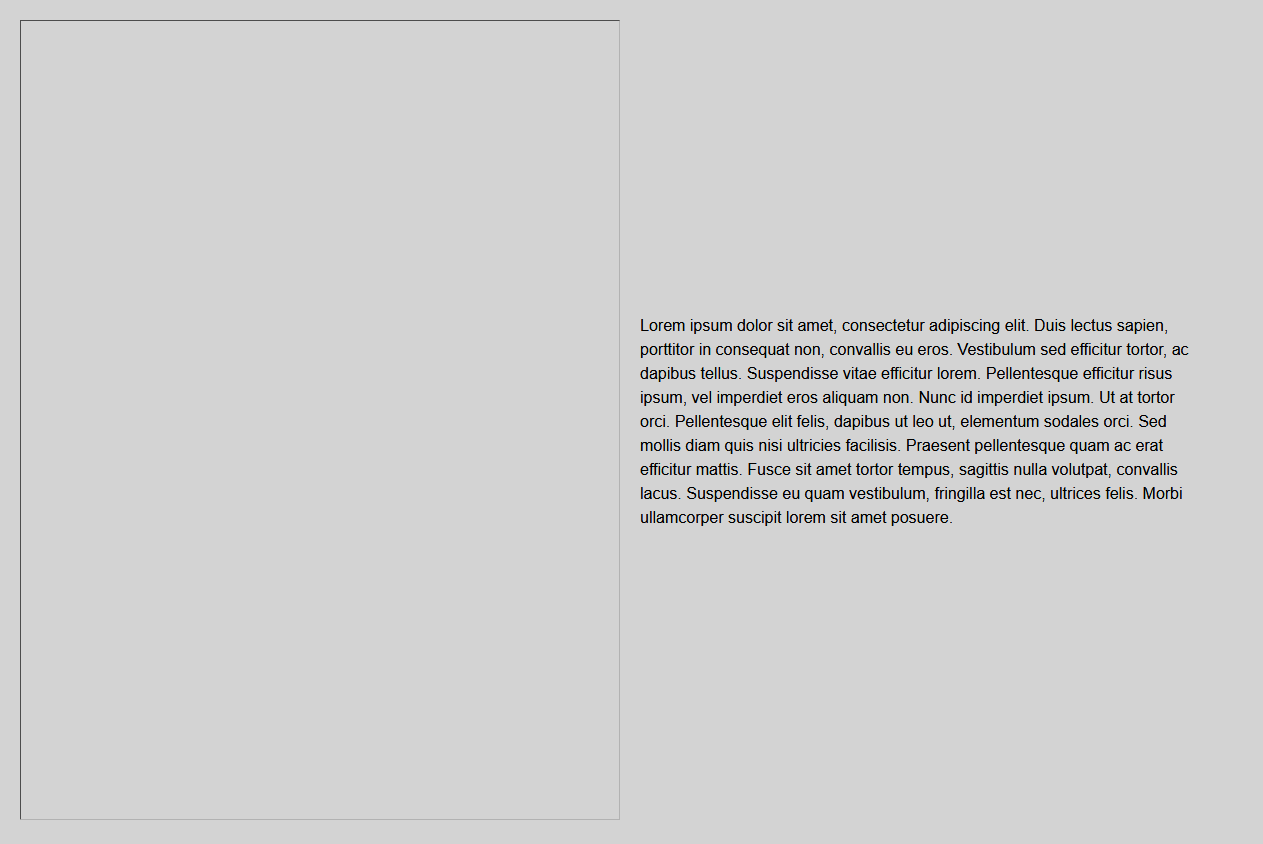 Lorem ipsum dolor sit amet, consectetur adipiscing elit. Duis lectus sapien,
porttitor in consequat non, convallis eu eros. Vestibulum sed efficitur tortor, ac
dapibus tellus. Suspendisse vitae efficitur lorem. Pellentesque efficitur risus
ipsum, vel imperdiet eros aliquam non. Nunc id imperdiet ipsum. Ut at tortor
orci. Pellentesque elit felis, dapibus ut leo ut, elementum sodales orci. Sed
mollis diam quis nisi ultricies facilisis. Praesent pellentesque quam ac erat
efficitur mattis. Fusce sit amet tortor tempus, sagittis nulla volutpat, convallis
lacus. Suspendisse eu quam vestibulum, fringilla est nec, ultrices felis. Morbi
ullamcorper suscipit lorem sit amet posuere.